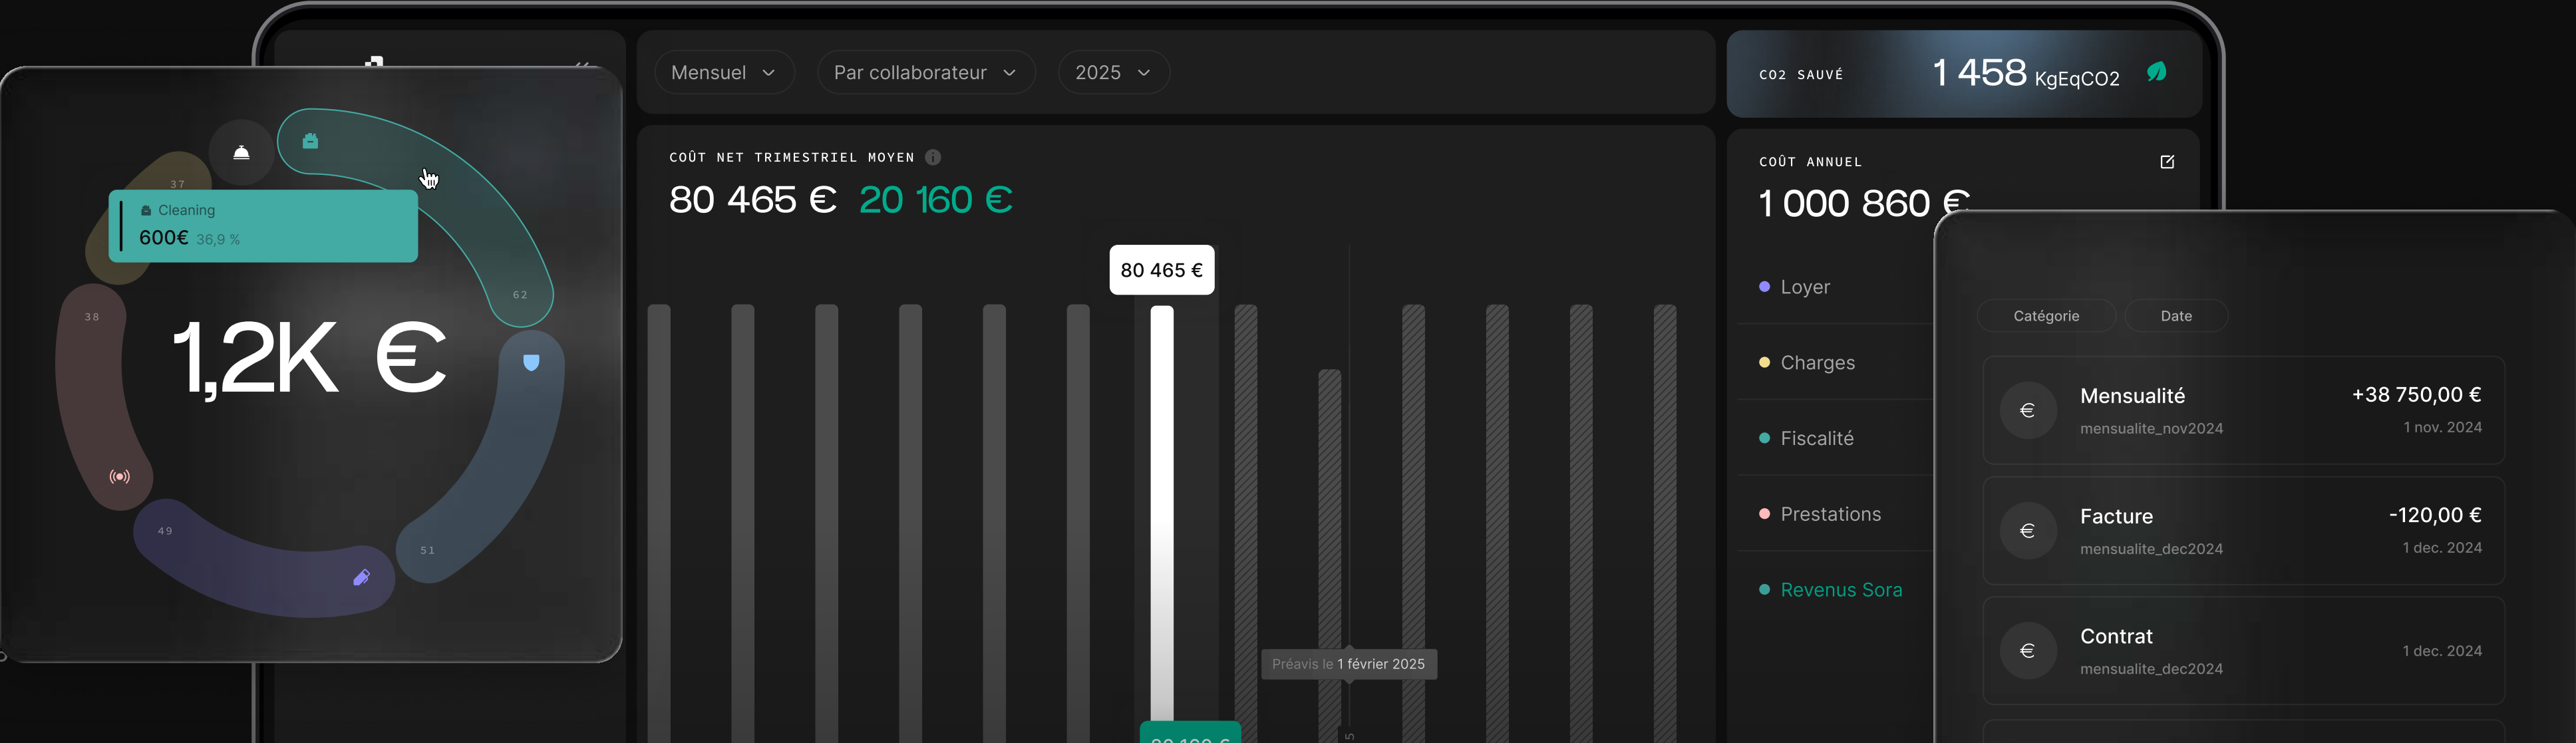 37
Cleaning
600€ 36,9 %
62
38
1,2K €
49
51
Mensuel
Par collaborateur
2025
COÛT NET TRIMESTRIEL MOYEN
80 465 € 20 160 €
80 465 €
Préavis le 1 février 2025
5
CO2 SAUVÉ
1 458 KgEqCO2
COÛT ANNUEL
1 000 860 €
Loyer
Charges
Fiscalité
Prestations
Revenus Sora
Catégorie
Date
Mensualité
+38 750,00 €
mensualite_nov2024
1 nov. 2024
Facture
-120,00 €
mensualite_dec2024
1 dec. 2024
Contrat
mensualite_dec2024
1 dec. 2024